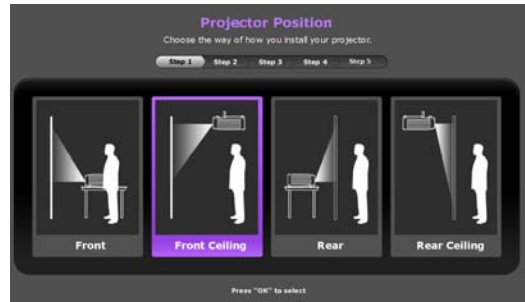 Projector Position
Choose the way of how you install your projector.
Step 1 Step 2 Step 3 Step 4 Step 5
Front Front Ceiling Rear Rear Ceiling
Press "OK" to select